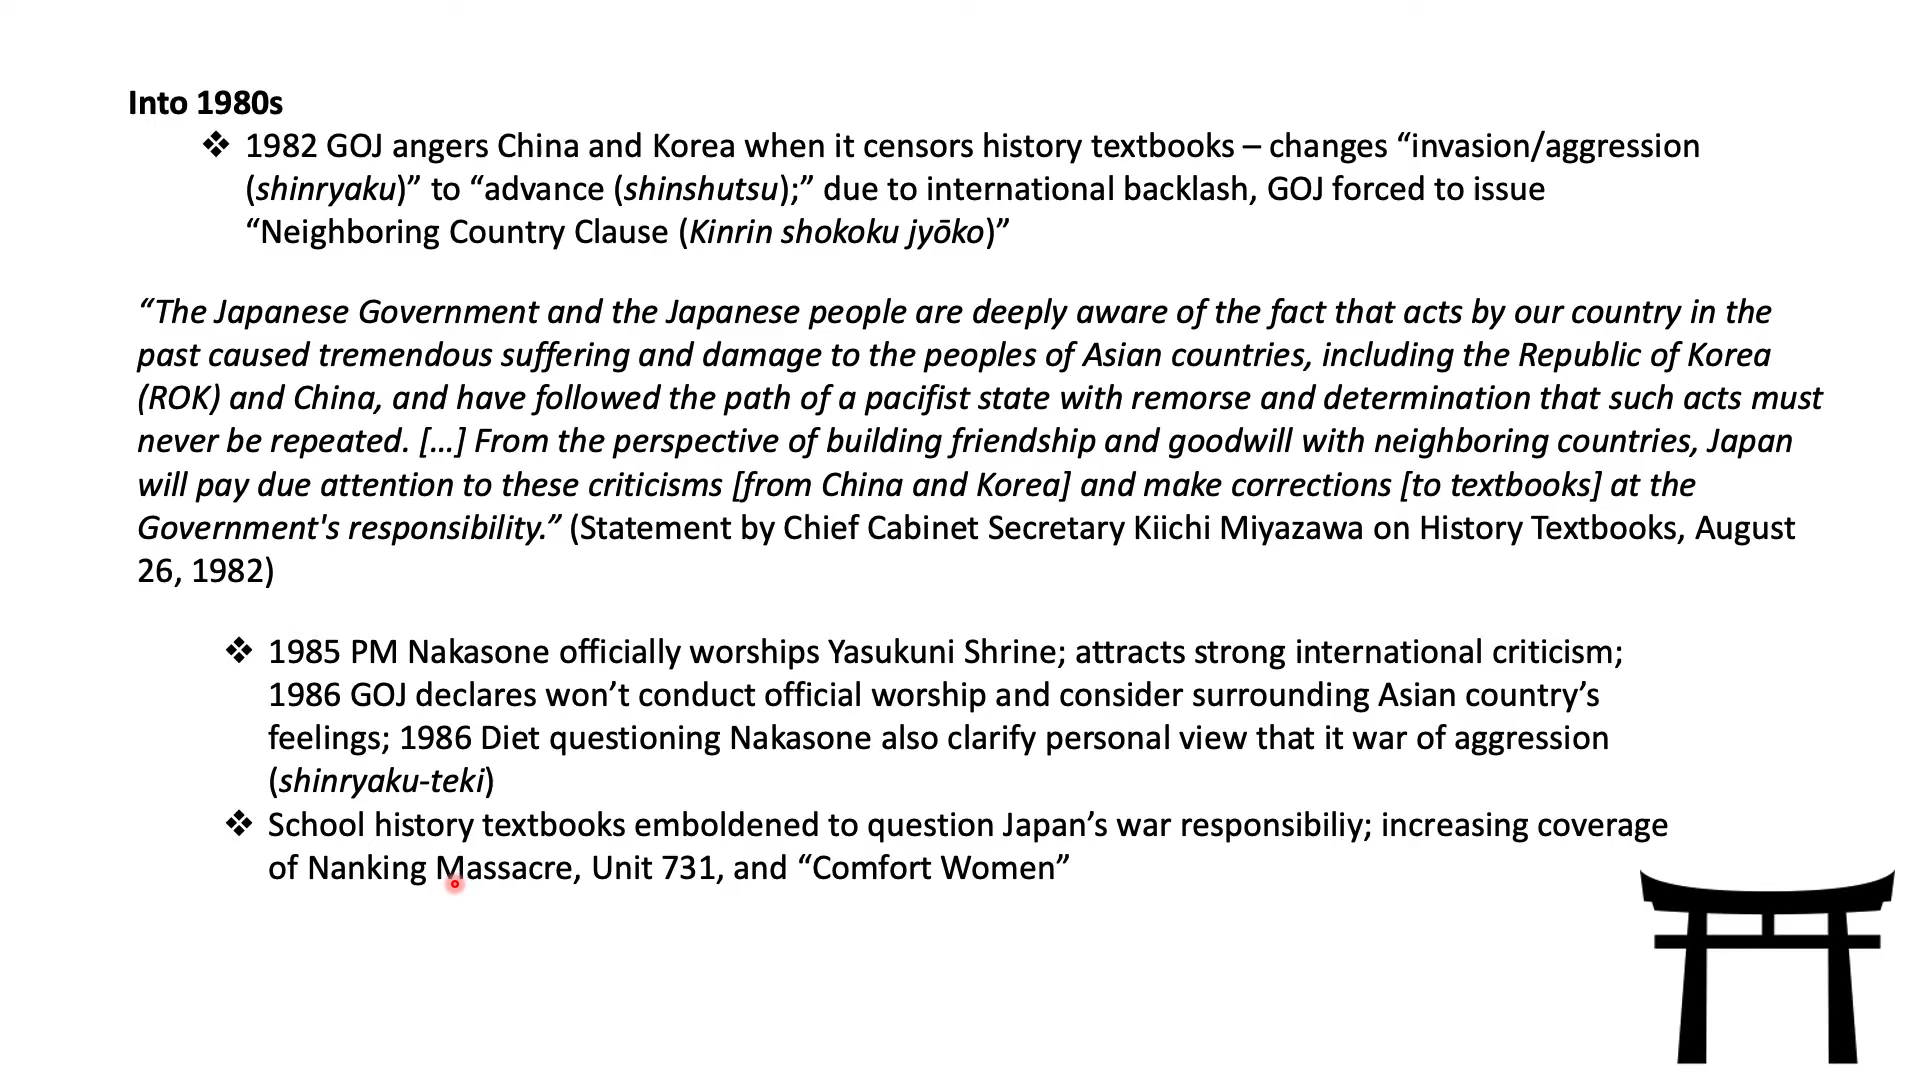 Into 1980s
❖ 1982 GOJ angers China and Korea when it censors history textbooks – changes “invasion/aggression
(shinryaku)” to “advance (shinshutsu);” due to international backlash, GOJ forced to issue
“Neighboring Country Clause (Kinrin shokoku jyōko)”
“The Japanese Government and the Japanese people are deeply aware of the fact that acts by our country in the
past caused tremendous suffering and damage to the peoples of Asian countries, including the Republic of Korea
(ROK) and China, and have followed the path of a pacifist state with remorse and determination that such acts must
never be repeated. […] From the perspective of building friendship and goodwill with neighboring countries, Japan
will pay due attention to these criticisms [from China and Korea] and make corrections [to textbooks] at the
Government's responsibility.” (Statement by Chief Cabinet Secretary Kiichi Miyazawa on History Textbooks, August
26, 1982)
❖ 1985 PM Nakasone officially worships Yasukuni Shrine; attracts strong international criticism;
1986 GOJ declares won’t conduct official worship and consider surrounding Asian country’s
feelings; 1986 Diet questioning Nakasone also clarify personal view that it war of aggression
(shinryaku-teki)
❖ School history textbooks emboldened to question Japan’s war responsibiliy; increasing coverage
of Nanking Massacre, Unit 731, and “Comfort Women”